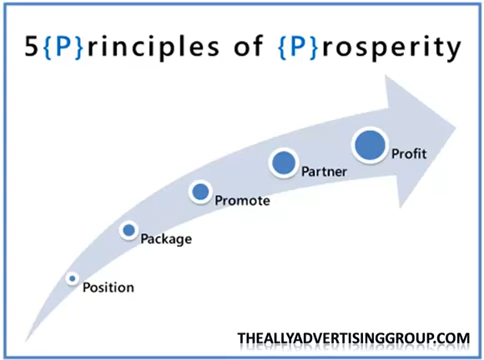 5{P}rinciples of {P}rosperity
Profit
Partner
Promote
Package
Position
THEALLYADVERTISINGGROUP.COM